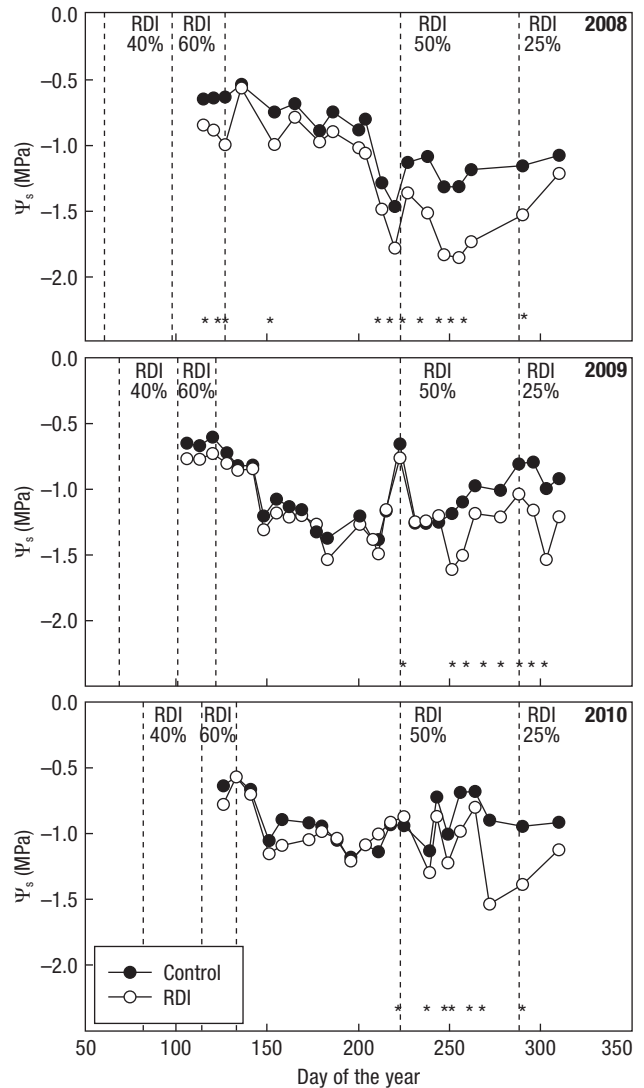 RDI RDI RDI RDI 2008
40% 60% 50% 25%
0.0
−0.5
−1.0
−1.5
−2.0
Ψs (MPa)
* * * * * * * * * * * *
RDI RDI RDI RDI 2009
40% 60% 50% 25%
0.0
−0.5
−1.0
−1.5
−2.0
Ψs (MPa)
* * * * * * * *
RDI RDI RDI RDI 2010
40% 60% 50% 25%
0.0
−0.5
−1.0
−1.5
−2.0
Ψs (MPa)
Control
RDI
* * * * * * *
50 100 150 200 250 300 350
Day of the year